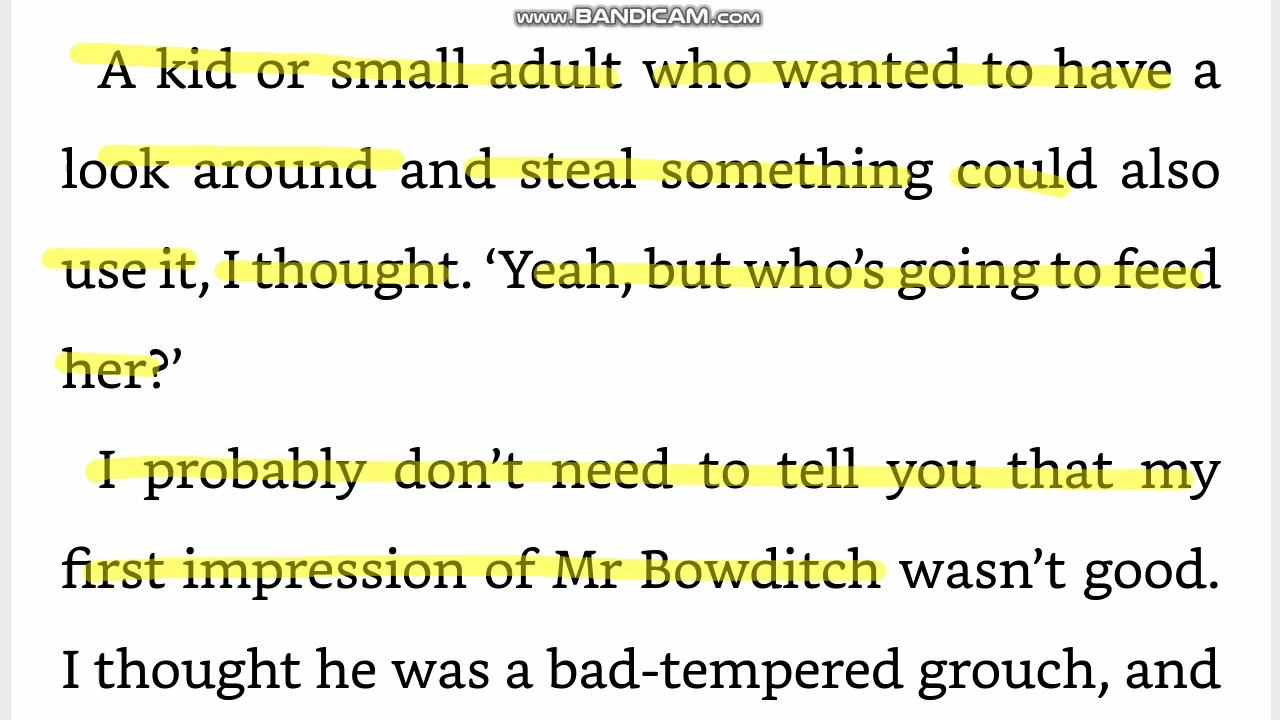 www.BANDICAM.com
A kid or small adult who wanted to have a
look around and steal something could also
use it, I thought. ‘Yeah, but who’s going to feed
her?’
I probably don’t need to tell you that my
first impression of Mr Bowditch wasn’t good.
I thought he was a bad-tempered grouch, and